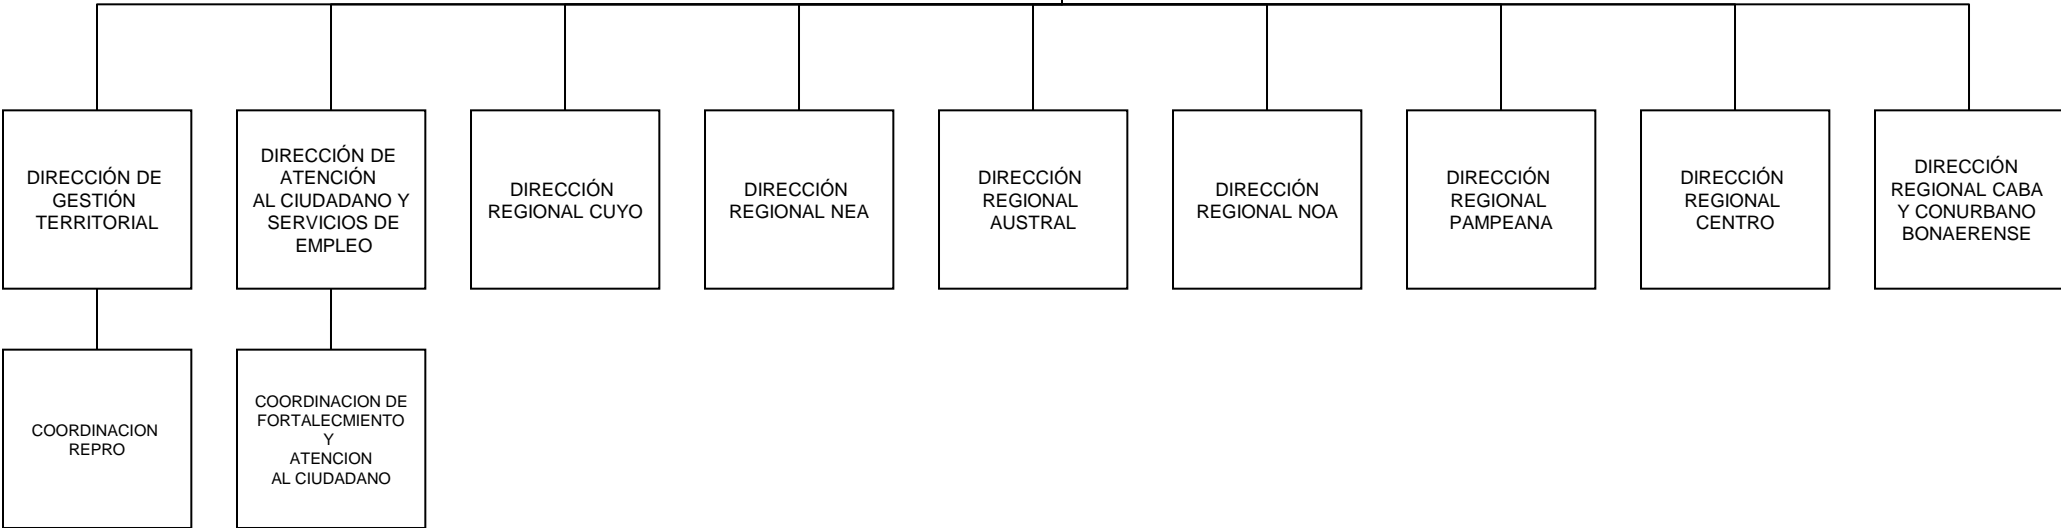 DIRECCIÓN DE
GESTIÓN
TERRITORIAL
DIRECCIÓN DE
ATENCIÓN
AL CIUDADANO Y
SERVICIOS DE
EMPLEO
DIRECCIÓN
REGIONAL CUYO
DIRECCIÓN
REGIONAL NEA
DIRECCIÓN
REGIONAL
AUSTRAL
DIRECCIÓN
REGIONAL NOA
DIRECCIÓN
REGIONAL
PAMPEANA
DIRECCIÓN
REGIONAL
CENTRO
DIRECCIÓN
REGIONAL CABA
Y CONURBANO
BONAERENSE
COORDINACION
REPRO
COORDINACION DE
FORTALECMIENTO
Y
ATENCION
AL CIUDADANO